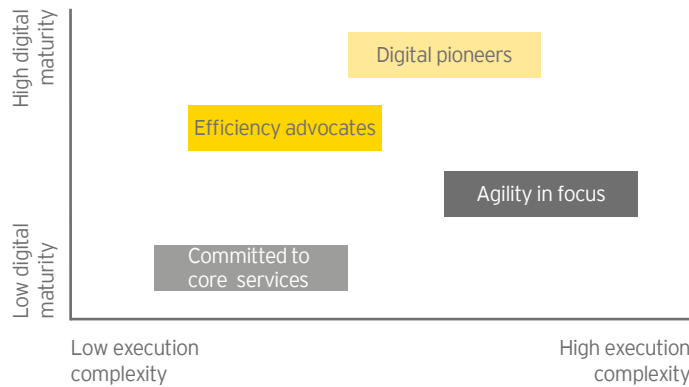 High digital
maturity
Digital pioneers
Efficiency advocates
Agility in focus
Committed to
core services
Low digital
maturity
Low execution
complexity
High execution
complexity